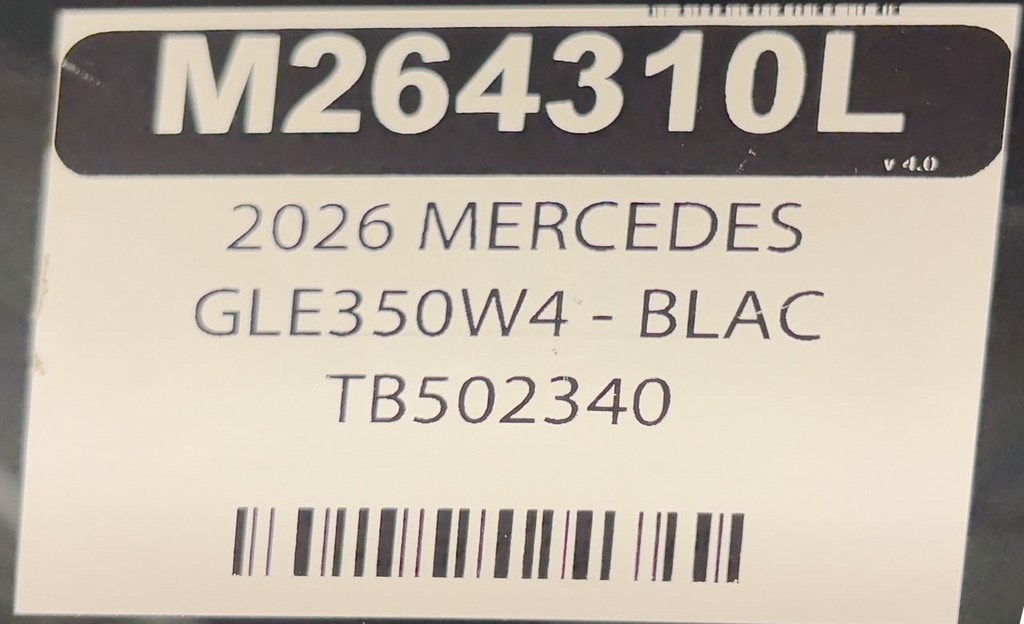 M264310L
v 4.0
2026 MERCEDES
GLE350W4 - BLAC
TB502340